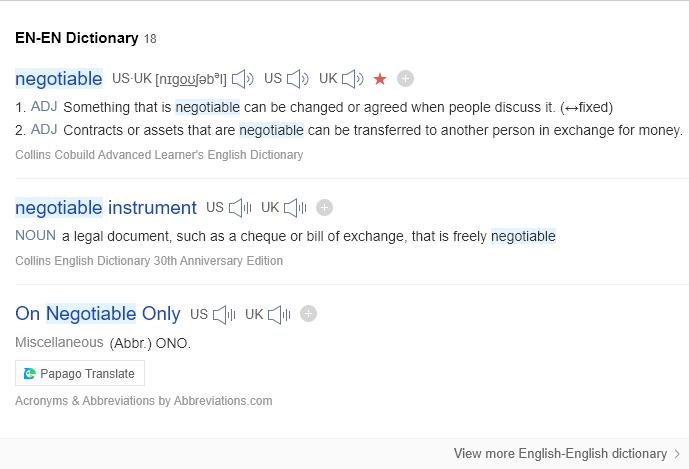 EN-EN Dictionary 18
negotiable US·UK [nɪgoʊʃəbᵊl] US UK
1. ADJ Something that is negotiable can be changed or agreed when people discuss it. (↔fixed)
2. ADJ Contracts or assets that are negotiable can be transferred to another person in exchange for money.
Collins Cobuild Advanced Learner's English Dictionary
negotiable instrument US UK
NOUN a legal document, such as a cheque or bill of exchange, that is freely negotiable
Collins English Dictionary 30th Anniversary Edition
On Negotiable Only US UK
Miscellaneous (Abbr.) ONO.
Papago Translate
Acronyms & Abbreviations by Abbreviations.com
View more English-English dictionary